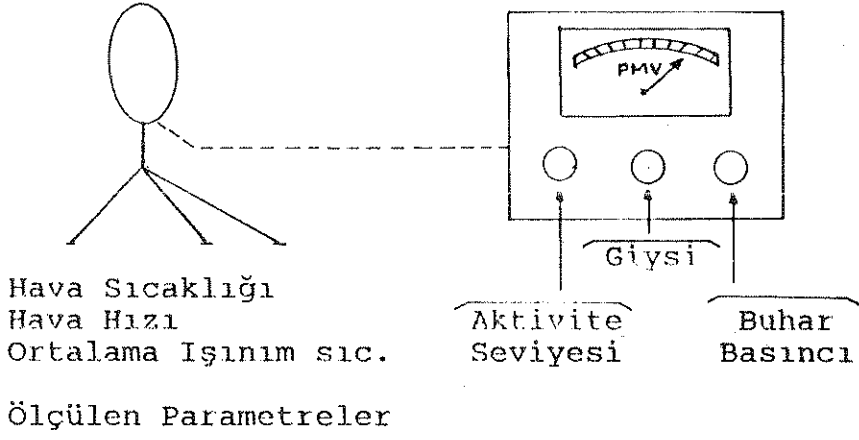 PMV
Giysi
Hava Sıcaklığı
Hava Hızı
Ortalama Işınım sıc.
Aktivite
Seviyesi
Buhar
Basıncı
Ölçülen Parametreler